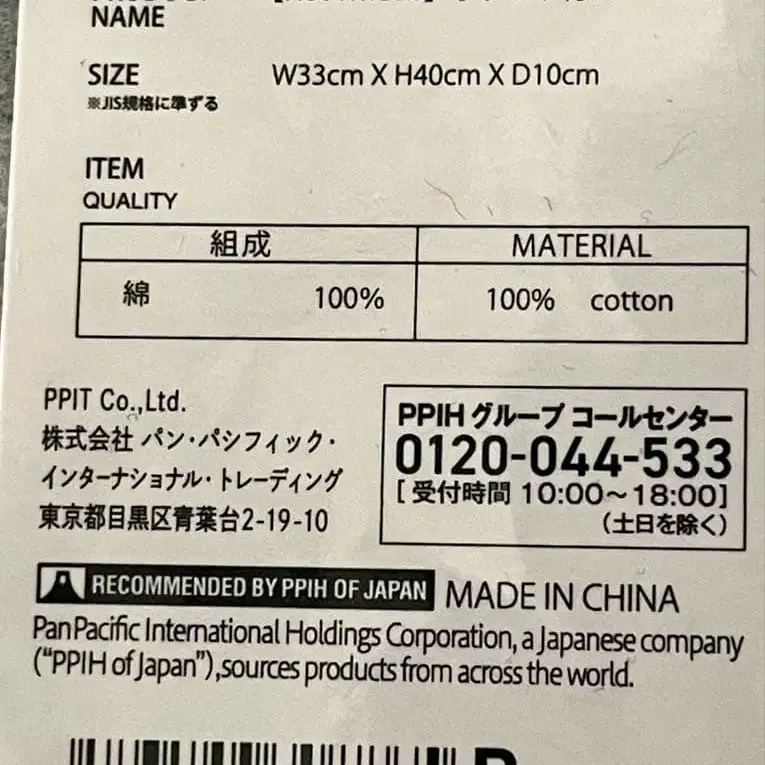 NAME
SIZE W33cm X H40cm X D10cm
※JIS規格に準ずる
ITEM
QUALITY
組成 MATERIAL
綿 100% 100% cotton
PPIT Co.,Ltd.
株式会社 パン・パシフィック・
インターナショナル・トレーディング
東京都目黒区青葉台2-19-10
PPIH グループ コールセンター
0120-044-533
[ 受付時間 10:00～18:00]
(土日を除く)
RECOMMENDED BY PPIH OF JAPAN MADE IN CHINA
Pan Pacific International Holdings Corporation, a Japanese company
("PPIH of Japan"),sources products from across the world.